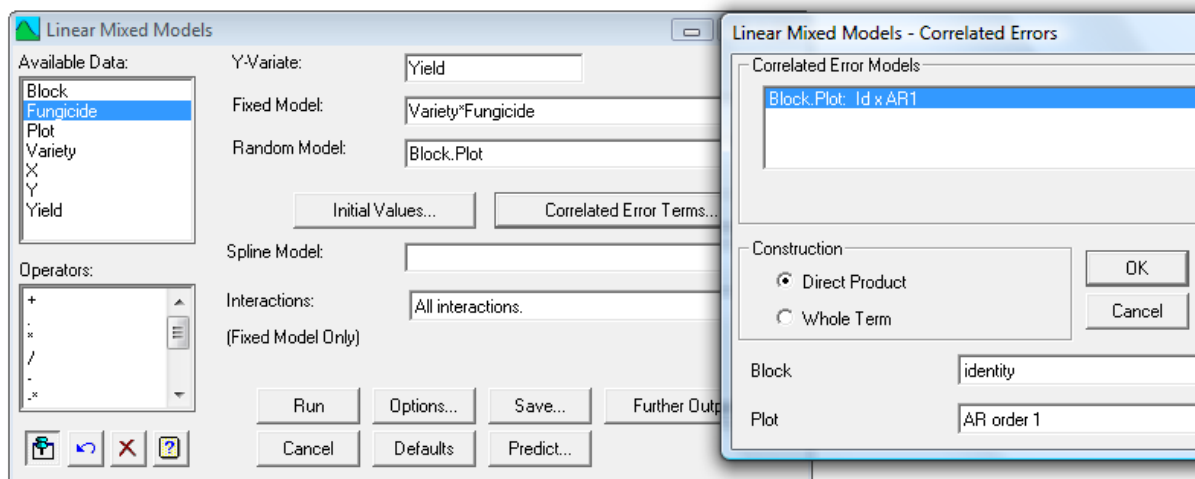 Linear Mixed Models
Available Data:
Block
Fungicide
Plot
Variety
X
Y
Yield
Operators:
+
.
*
/
-
-*
Y-Variate:
Yield
Fixed Model:
Variety*Fungicide
Random Model:
Block.Plot
Initial Values...
Correlated Error Terms...
Spline Model:
Interactions:
All interactions.
(Fixed Model Only)
Run
Options...
Save...
Further Outp
Cancel
Defaults
Predict...
Linear Mixed Models - Correlated Errors
Correlated Error Models
Block.Plot: Id x AR1
Construction
Direct Product
Whole Term
OK
Cancel
Block
identity
Plot
AR order 1